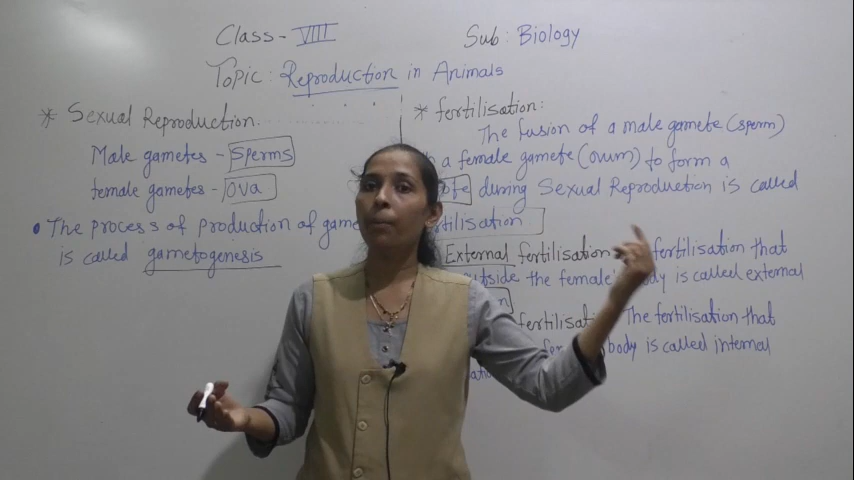 Class - VIII
Sub: Biology
Topic: Reproduction in Animals
* Sexual Reproduction.
Male gametes - Sperms
female gametes - Ova
• The process of production of game
is called gametogenesis
* fertilisation:
The fusion of a male gamete (sperm)
a female gamete (ovum) to form a
during Sexual Reproduction is called
rtilisation
External fertilisation: fertilisation that
outside the female's body is called external
fertilisation The fertilisation that
body is called internal